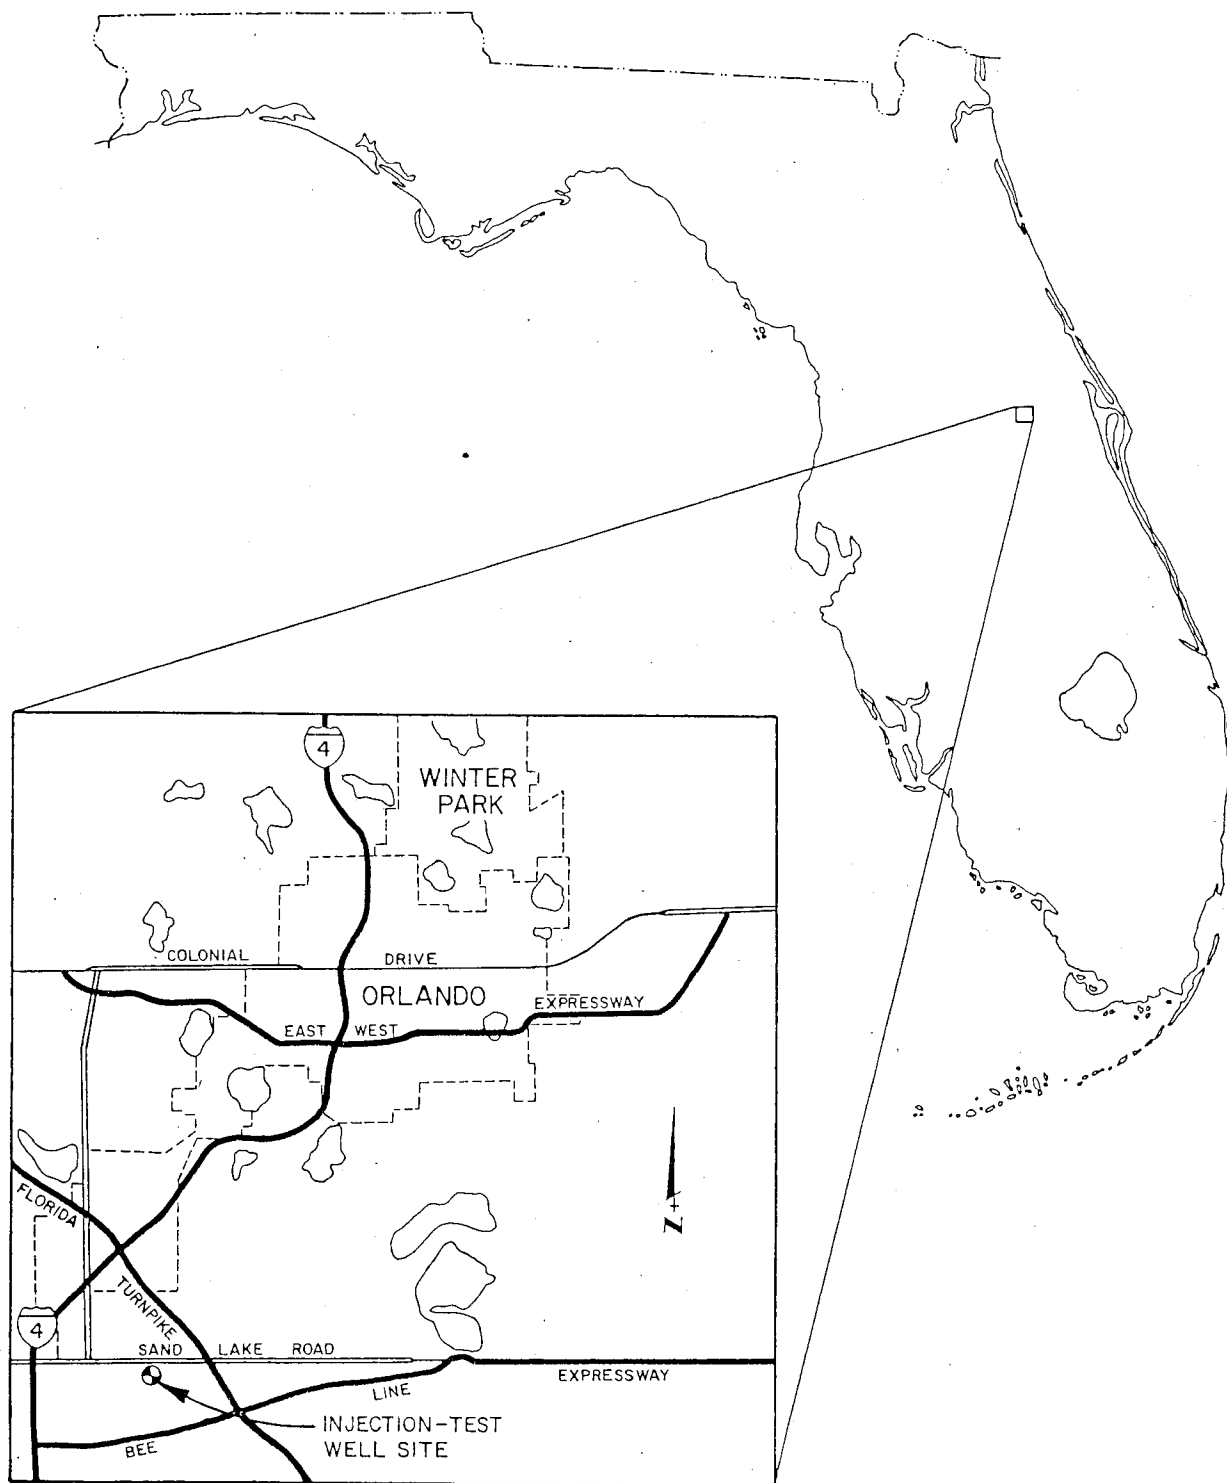 4
WINTER
PARK
COLONIAL DRIVE
ORLANDO
EXPRESSWAY
EAST WEST
N
FLORIDA
TURNPIKE
4
SAND LAKE ROAD
EXPRESSWAY
LINE
BEE
INJECTION-TEST
WELL SITE